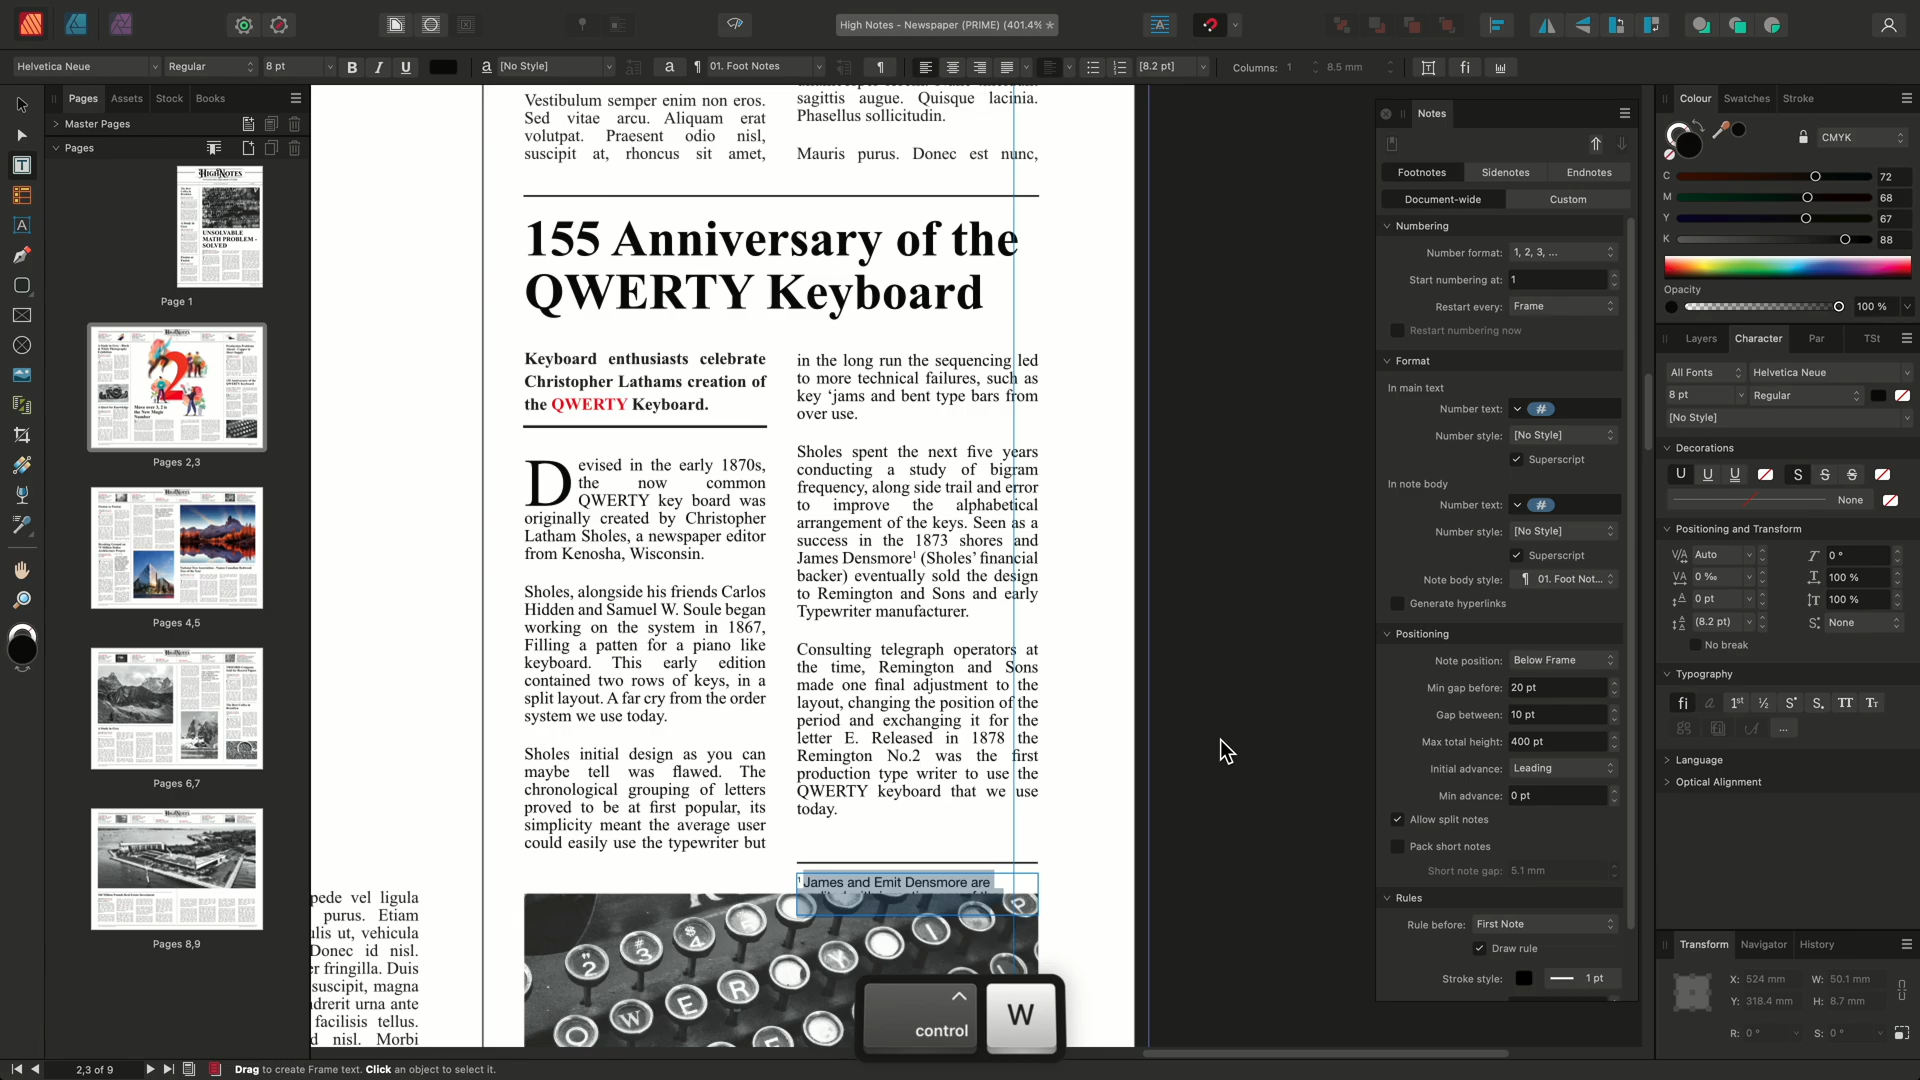 High Notes - Newspaper (PRIME) (401.4% *
Helvetica Neue
Regular
8 pt
B I U
a [No Style]
a
01. Foot Notes
[8.2 pt]
Columns: 1
8.5 mm
Pages Assets Stock Books
Master Pages
Pages
Page 1
Pages 2,3
Pages 4,5
Pages 6,7
Pages 8,9
Vestibulum semper enim non eros.
Sed vitae arcu. Aliquam erat
volutpat. Praesent odio nisl,
suscipit at, rhoncus sit amet,
sagittis augue. Quisque lacinia.
Phasellus sollicitudin.
Mauris purus. Donec est nunc,
155 Anniversary of the
QWERTY Keyboard
Keyboard enthusiasts celebrate
Christopher Lathams creation of
the QWERTY Keyboard.
Devised in the early 1870s,
the now common
QWERTY key board was
originally created by Christopher
Latham Sholes, a newspaper editor
from Kenosha, Wisconsin.
Sholes, alongside his friends Carlos
Hidden and Samuel W. Soule began
working on the system in 1867,
Filling a patten for a piano like
keyboard. This early edition
contained two rows of keys, in a
split layout. A far cry from the order
system we use today.
Sholes initial design as you can
maybe tell was flawed. The
chronological grouping of letters
proved to be at first popular, its
simplicity meant the average user
could easily use the typewriter but
in the long run the sequencing led
to more technical failures, such as
key ‘jams and bent type bars from
over use.
Sholes spent the next five years
conducting a study of bigram
frequency, along side trail and error
to improve the alphabetical
arrangement of the keys. Seen as a
success in the 1873 shores and
James Densmore¹ (Sholes’ financial
backer) eventually sold the design
to Remington and Sons and early
Typewriter manufacturer.
Consulting telegraph operators at
the time, Remington and Sons
made one final adjustment to the
layout, changing the position of the
period and exchanging it for the
letter E. Released in 1878 the
Remington No.2 was the first
production type writer to use the
QWERTY keyboard that we use
today.
¹ James and Emit Densmore are
pede vel ligula
purus. Etiam
ulis ut, vehicula
Donec id nisl.
er fringilla. Duis
suscipit, magna
ndrerit urna ante
facilisis tellus.
d nisl. Morbi
control
W
Notes
Footnotes Sidenotes Endnotes
Document-wide Custom
Numbering
Number format: 1, 2, 3, ...
Start numbering at: 1
Restart every: Frame
Restart numbering now
Format
In main text
Number text: #
Number style: [No Style]
Superscript
In note body
Number text: #
Number style: [No Style]
Superscript
Note body style: ¶ 01. Foot Not...
Generate hyperlinks
Positioning
Note position: Below Frame
Min gap before: 20 pt
Gap between: 10 pt
Max total height: 400 pt
Initial advance: Leading
Min advance: 0 pt
Allow split notes
Pack short notes
Short note gap: 5.1 mm
Rules
Rule before: First Note
Draw rule
Stroke style: 1 pt
Colour Swatches Stroke
CMYK
C 72
M 68
Y 67
K 88
Opacity
100 %
Layers Character Par TSt
All Fonts Helvetica Neue
8 pt Regular
[No Style]
Decorations
None
Positioning and Transform
Auto 0 °
0 ‰ 100 %
0 pt 100 %
(8.2 pt) None
No break
Typography
Language
Optical Alignment
Transform Navigator History
X: 524 mm W: 50.1 mm
Y: 318.4 mm H: 8.7 mm
R: 0 ° S: 0 °
2,3 of 9
Drag to create Frame text. Click an object to select it.